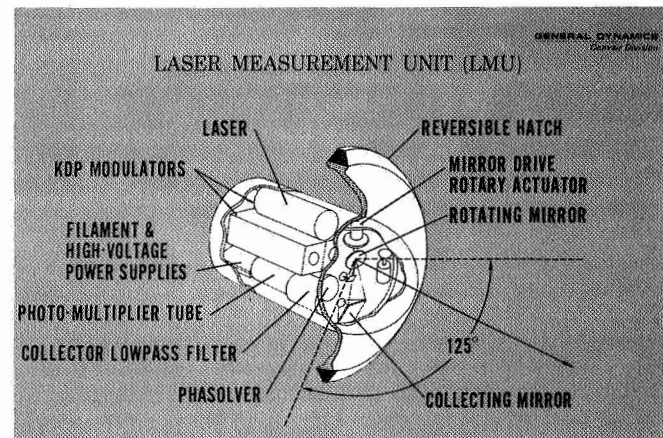 GENERAL DYNAMICS
Convair Division
LASER MEASUREMENT UNIT (LMU)
LASER
REVERSIBLE HATCH
KDP MODULATORS
MIRROR DRIVE
ROTARY ACTUATOR
ROTATING MIRROR
FILAMENT &
HIGH-VOLTAGE
POWER SUPPLIES
PHOTO-MULTIPLIER TUBE
COLLECTOR LOWPASS FILTER
125°
PHASOLVER
COLLECTING MIRROR